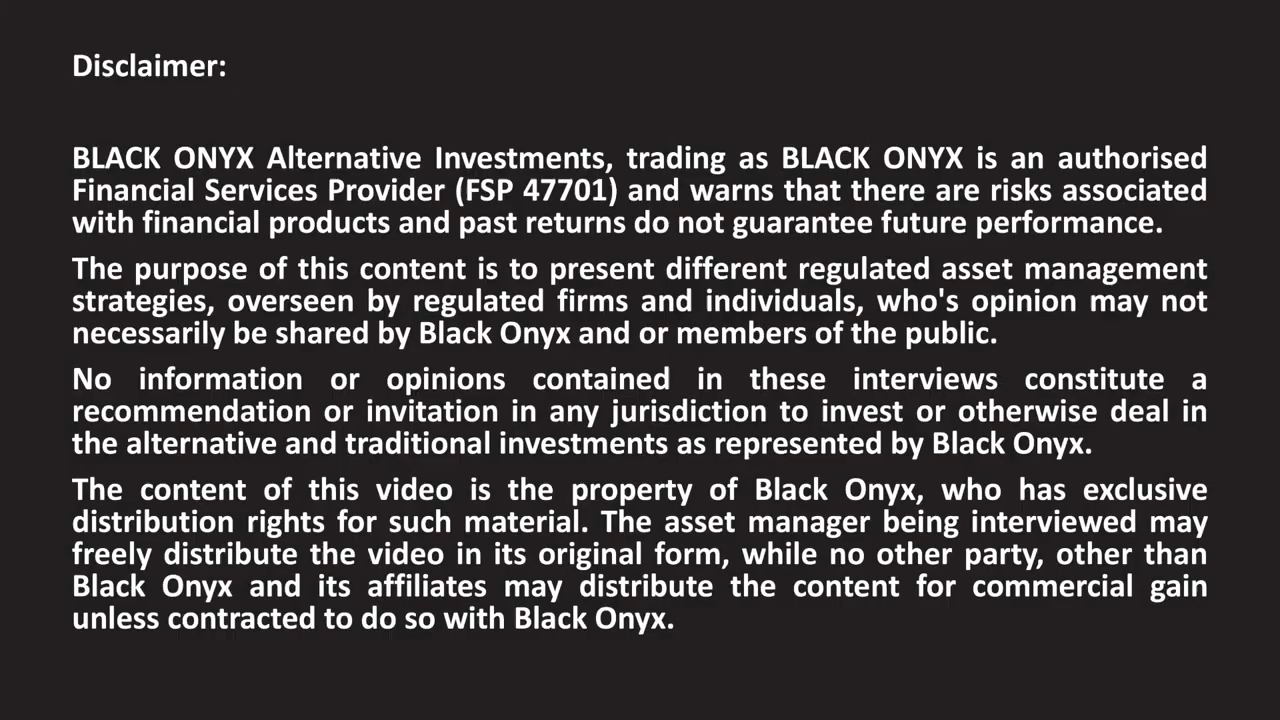 Disclaimer:
BLACK ONYX Alternative Investments, trading as BLACK ONYX is an authorised
Financial Services Provider (FSP 47701) and warns that there are risks associated
with financial products and past returns do not guarantee future performance.
The purpose of this content is to present different regulated asset management
strategies, overseen by regulated firms and individuals, who's opinion may not
necessarily be shared by Black Onyx and or members of the public.
No information or opinions contained in these interviews constitute a
recommendation or invitation in any jurisdiction to invest or otherwise deal in
the alternative and traditional investments as represented by Black Onyx.
The content of this video is the property of Black Onyx, who has exclusive
distribution rights for such material. The asset manager being interviewed may
freely distribute the video in its original form, while no other party, other than
Black Onyx and its affiliates may distribute the content for commercial gain
unless contracted to do so with Black Onyx.